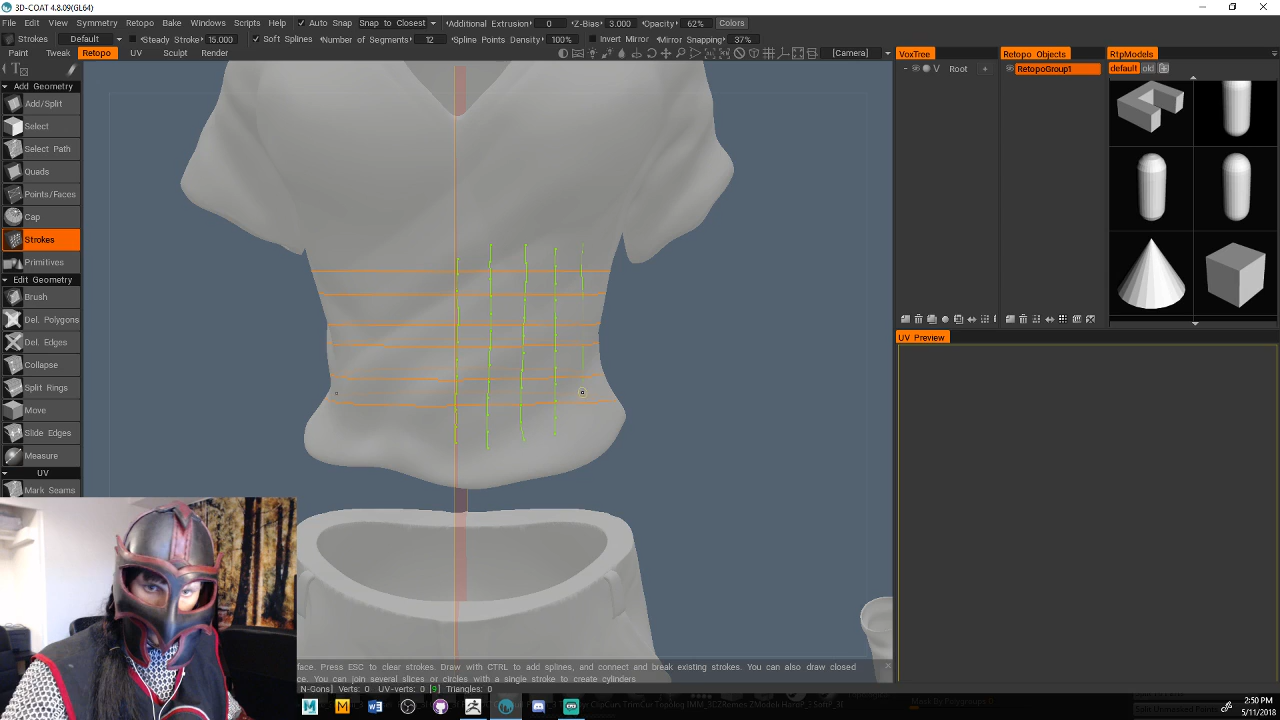 3D-COAT 4.8.09(GL64)
File Edit View Symmetry Textures Retopo Bake Windows Scripts Help Auto Snap Snap to Closest Additional Extrusion 0 Z-Bias 3.000 Opacity 62% Colors
Strokes Default Steady Stroke 15.000 Soft Splines Number of Segments 12 Spline Points Density 100% Invert Mirror Mirror Snapping 37%
Paint Tweak Retopo UV Sculpt Render [Camera] VoxTree Retopo Objects RtpModels
V Root + RetopoGroup1 default old
Add Geometry
Add/Split
Select
Select Path
Quads
Points/Faces
Cap
Strokes
Primitives
Edit Geometry
Brush
Del. Polygons
Del. Edges
Collapse
Split Rings
Move
Slide Edges
Measure
UV
Mark Seams
UV Preview
face. Press ESC to clear strokes. Draw with CTRL to add splines, and connect and break existing strokes. You can also draw closed
ce. You can join several slices or circles with a single stroke to create cylinders
N-Gons] Verts: 0 UV-verts: 0 [9] Triangles: 0
2:50 PM
5/11/2018